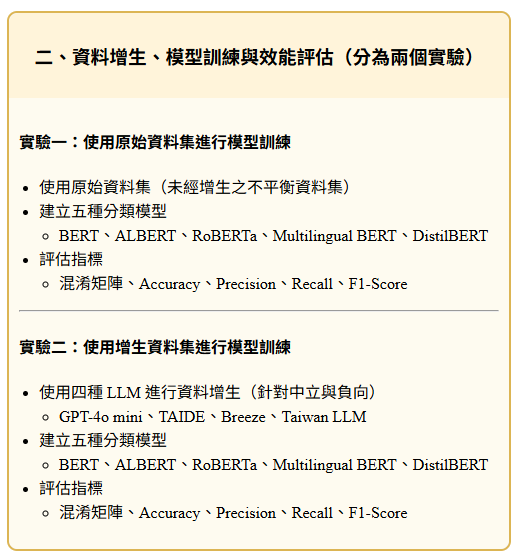 二、資料增生、模型訓練與效能評估（分為兩個實驗）
實驗一：使用原始資料集進行模型訓練
• 使用原始資料集（未經增生之不平衡資料集）
• 建立五種分類模型
◦ BERT、ALBERT、RoBERTa、Multilingual BERT、DistilBERT
• 評估指標
◦ 混淆矩陣、Accuracy、Precision、Recall、F1-Score
實驗二：使用增生資料集進行模型訓練
• 使用四種 LLM 進行資料增生（針對中立與負向）
◦ GPT-4o mini、TAIDE、Breeze、Taiwan LLM
• 建立五種分類模型
◦ BERT、ALBERT、RoBERTa、Multilingual BERT、DistilBERT
• 評估指標
◦ 混淆矩陣、Accuracy、Precision、Recall、F1-Score